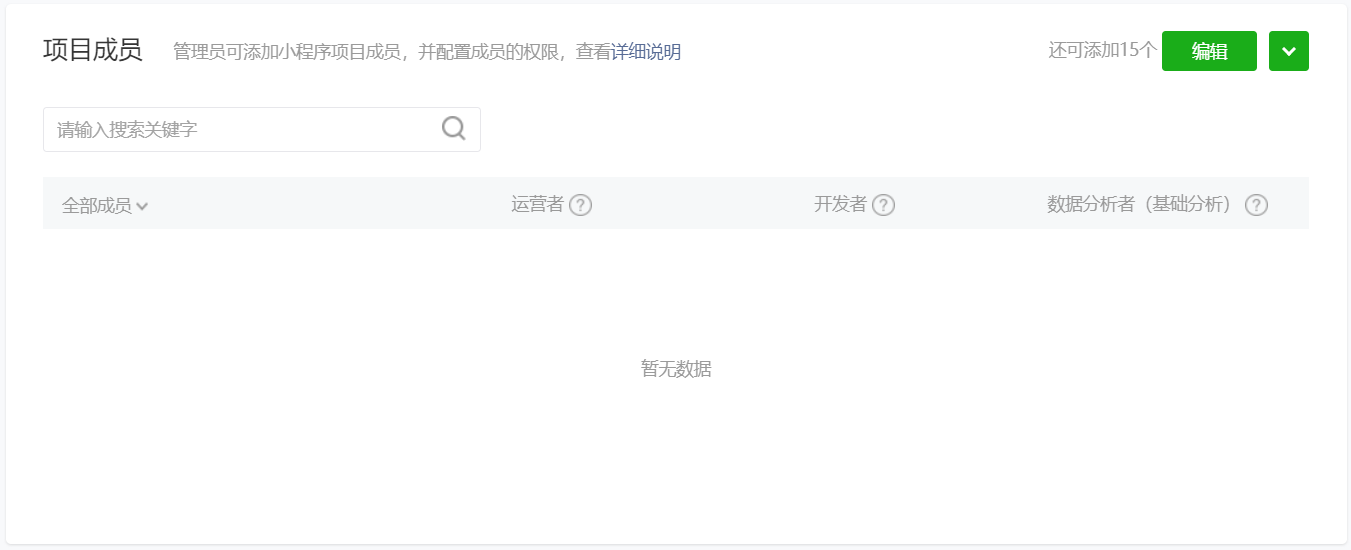 项目成员 管理员可添加小程序项目成员，并配置成员的权限，查看详细说明 还可添加15个 编辑
请输入搜索关键字
全部成员 运营者 ? 开发者 ? 数据分析者（基础分析） ?
暂无数据